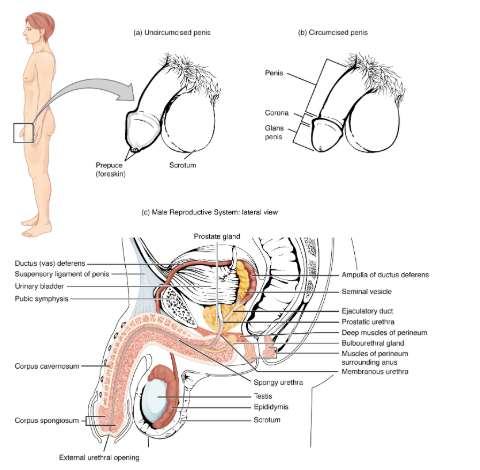 (a) Uncircumcised penis
(b) Circumcised penis
Penis
Corona
Glans
penis
Prepuce
(foreskin)
Scrotum
(c) Male Reproductive System: lateral view
Prostate gland
Ductus (vas) deferens
Suspensory ligament of penis
Urinary bladder
Pubic symphysis
Corpus cavernosum
Corpus spongiosum
External urethral opening
Ampulla of ductus deferens
Seminal vesicle
Ejaculatory duct
Prostatic urethra
Deep muscles of perineum
Bulbourethral gland
Muscles of perineum
surrounding anus
Membranous urethra
Spongy urethra
Testis
Epididymis
Scrotum